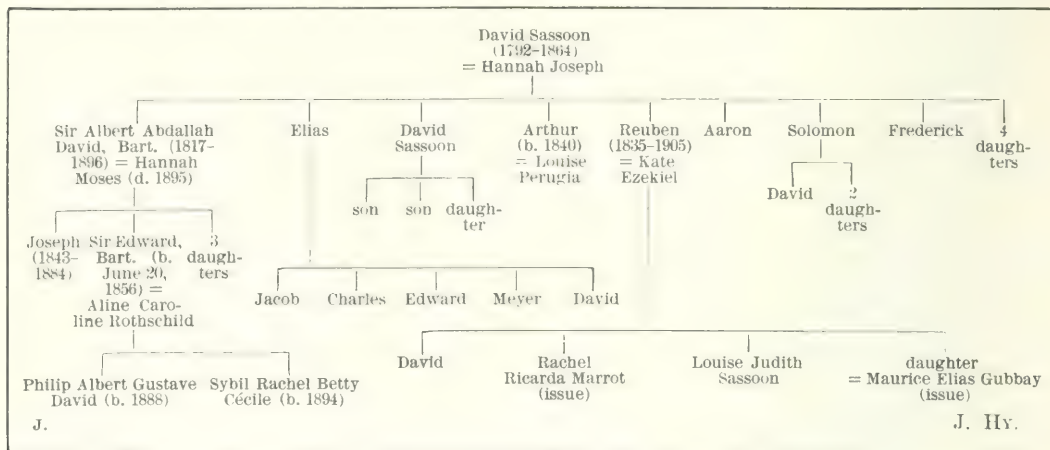 David Sassoon
(1792–1864)
= Hannah Joseph
Sir Albert Abdallah
David, Bart. (1817–
1896) = Hannah
Moses (d. 1895)
Elias
David
Sassoon
Arthur
(b. 1840)
= Louise
Perugia
Reuben
(1835–1905)
= Kate
Ezekiel
Aaron
Solomon
Frederick
4
daugh-
ters
son
son
daugh-
ter
David
2
daugh-
ters
Joseph
(1843–
1884)
Sir Edward,
Bart. (b.
June 20,
1856) =
Aline Caro-
line Rothschild
3
daugh-
ters
Jacob
Charles
Edward
Meyer
David
David
Rachel
Ricarda Marrot
(issue)
Louise Judith
Sassoon
daughter
= Maurice Elias Gubbay
(issue)
Philip Albert Gustave
David (b. 1888)
Sybil Rachel Betty
Cécile (b. 1894)
J.
J. Hy.